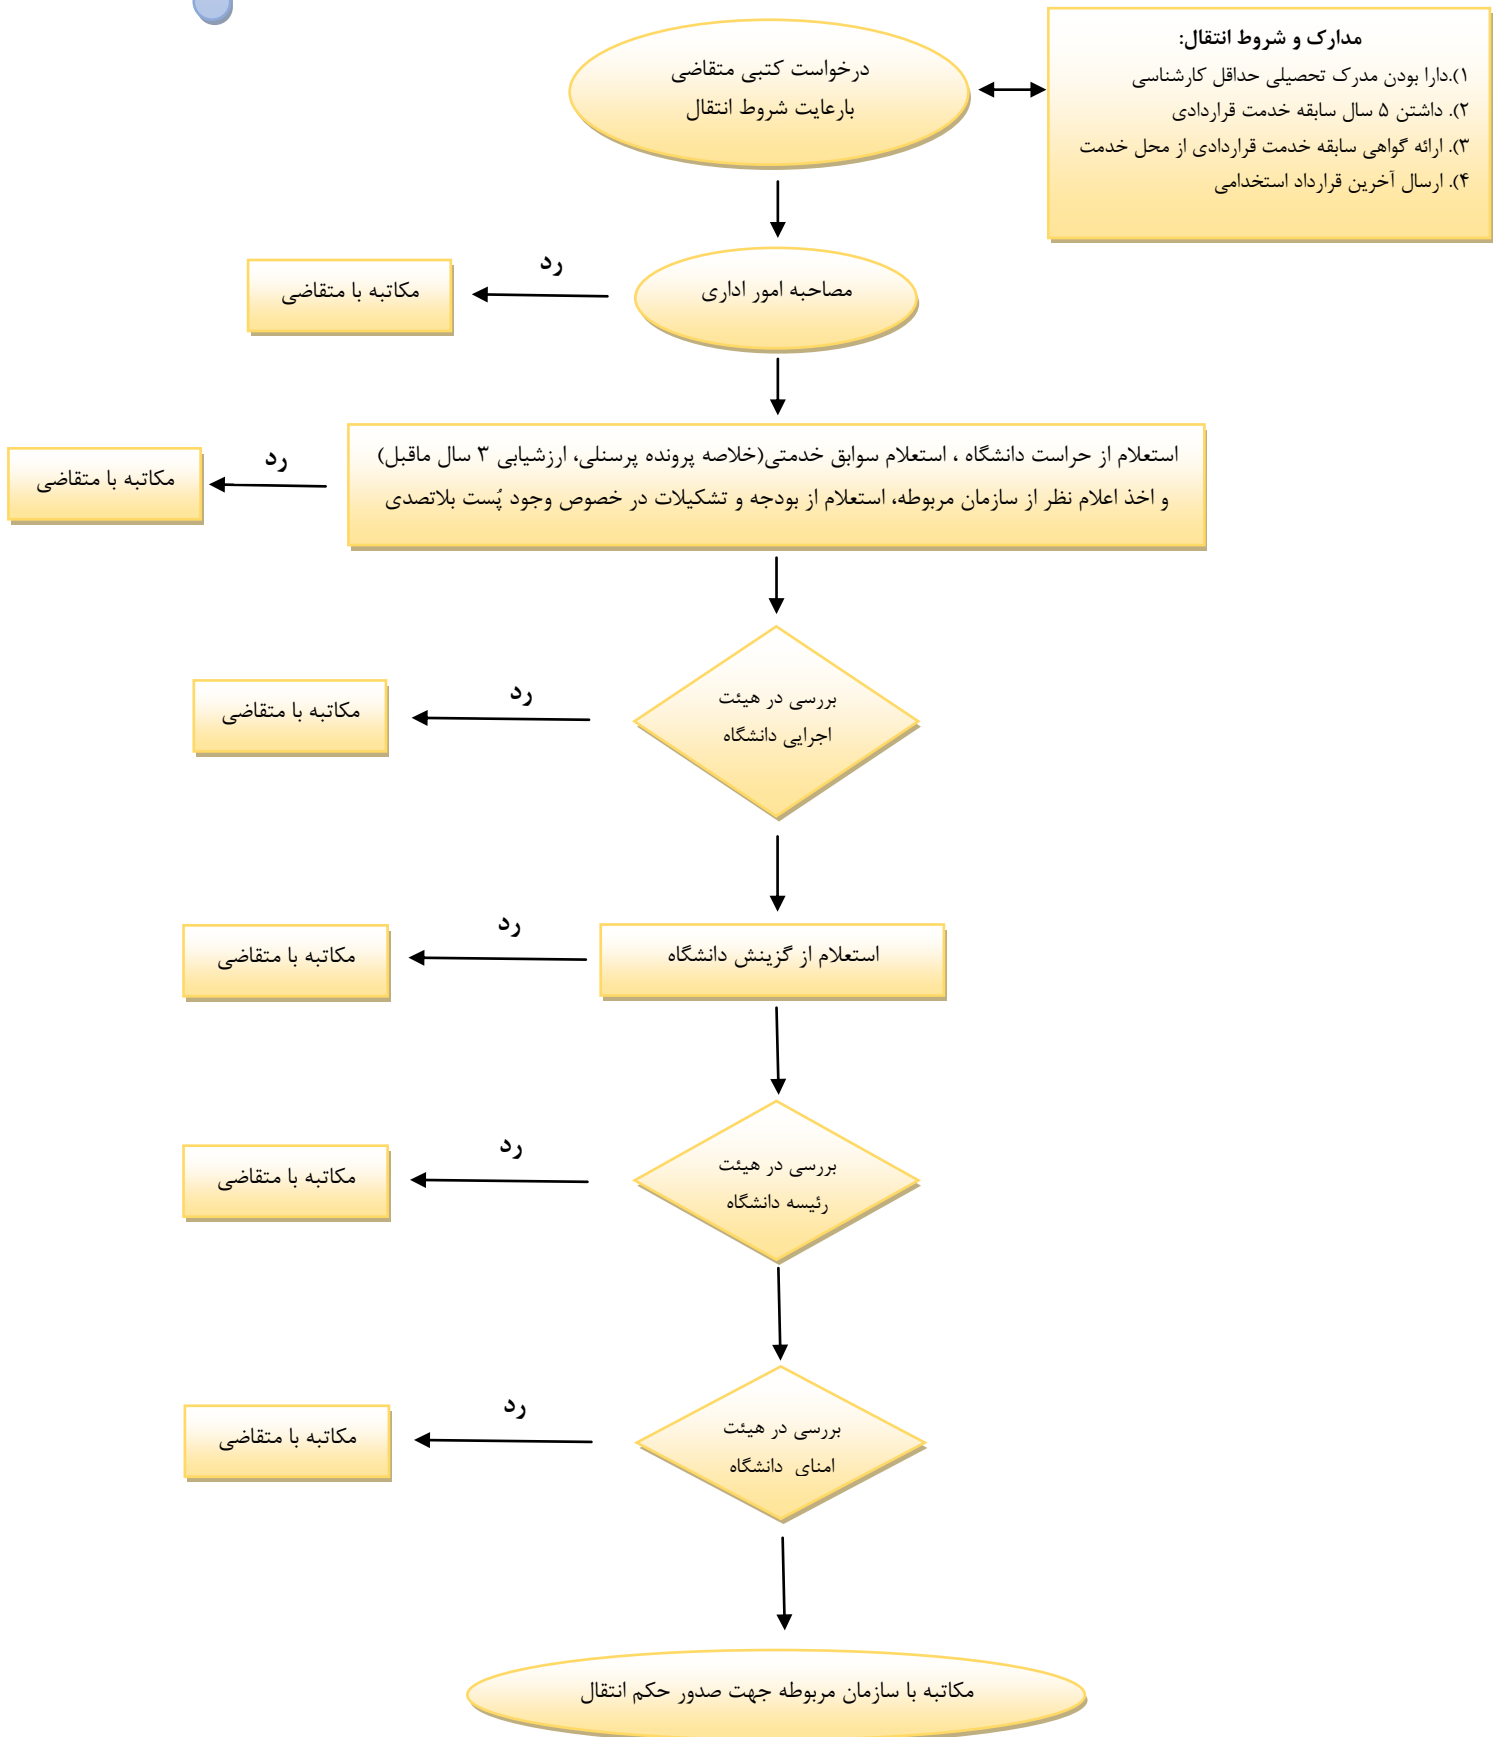 درخواست کتبی متقاضی
بارعایت شروط انتقال
مدارک و شروط انتقال:
۱).دارا بودن مدرک تحصیلی حداقل کارشناسی
۲). داشتن ۵ سال سابقه خدمت قراردادی
۳). ارائه گواهی سابقه خدمت قراردادی از محل خدمت
۴). ارسال آخرین قرارداد استخدامی
مصاحبه امور اداری
رد
مکاتبه با متقاضی
استعلام از حراست دانشگاه ، استعلام سوابق خدمتی(خلاصه پرونده پرسنلی، ارزشیابی ۳ سال ماقبل)
و اخذ اعلام نظر از سازمان مربوطه، استعلام از بودجه و تشکیلات در خصوص وجود پُست بلاتصدی
رد
مکاتبه با متقاضی
بررسی در هیئت
اجرایی دانشگاه
رد
مکاتبه با متقاضی
استعلام از گزینش دانشگاه
رد
مکاتبه با متقاضی
بررسی در هیئت
رئیسه دانشگاه
رد
مکاتبه با متقاضی
بررسی در هیئت
امنای دانشگاه
رد
مکاتبه با متقاضی
مکاتبه با سازمان مربوطه جهت صدور حکم انتقال